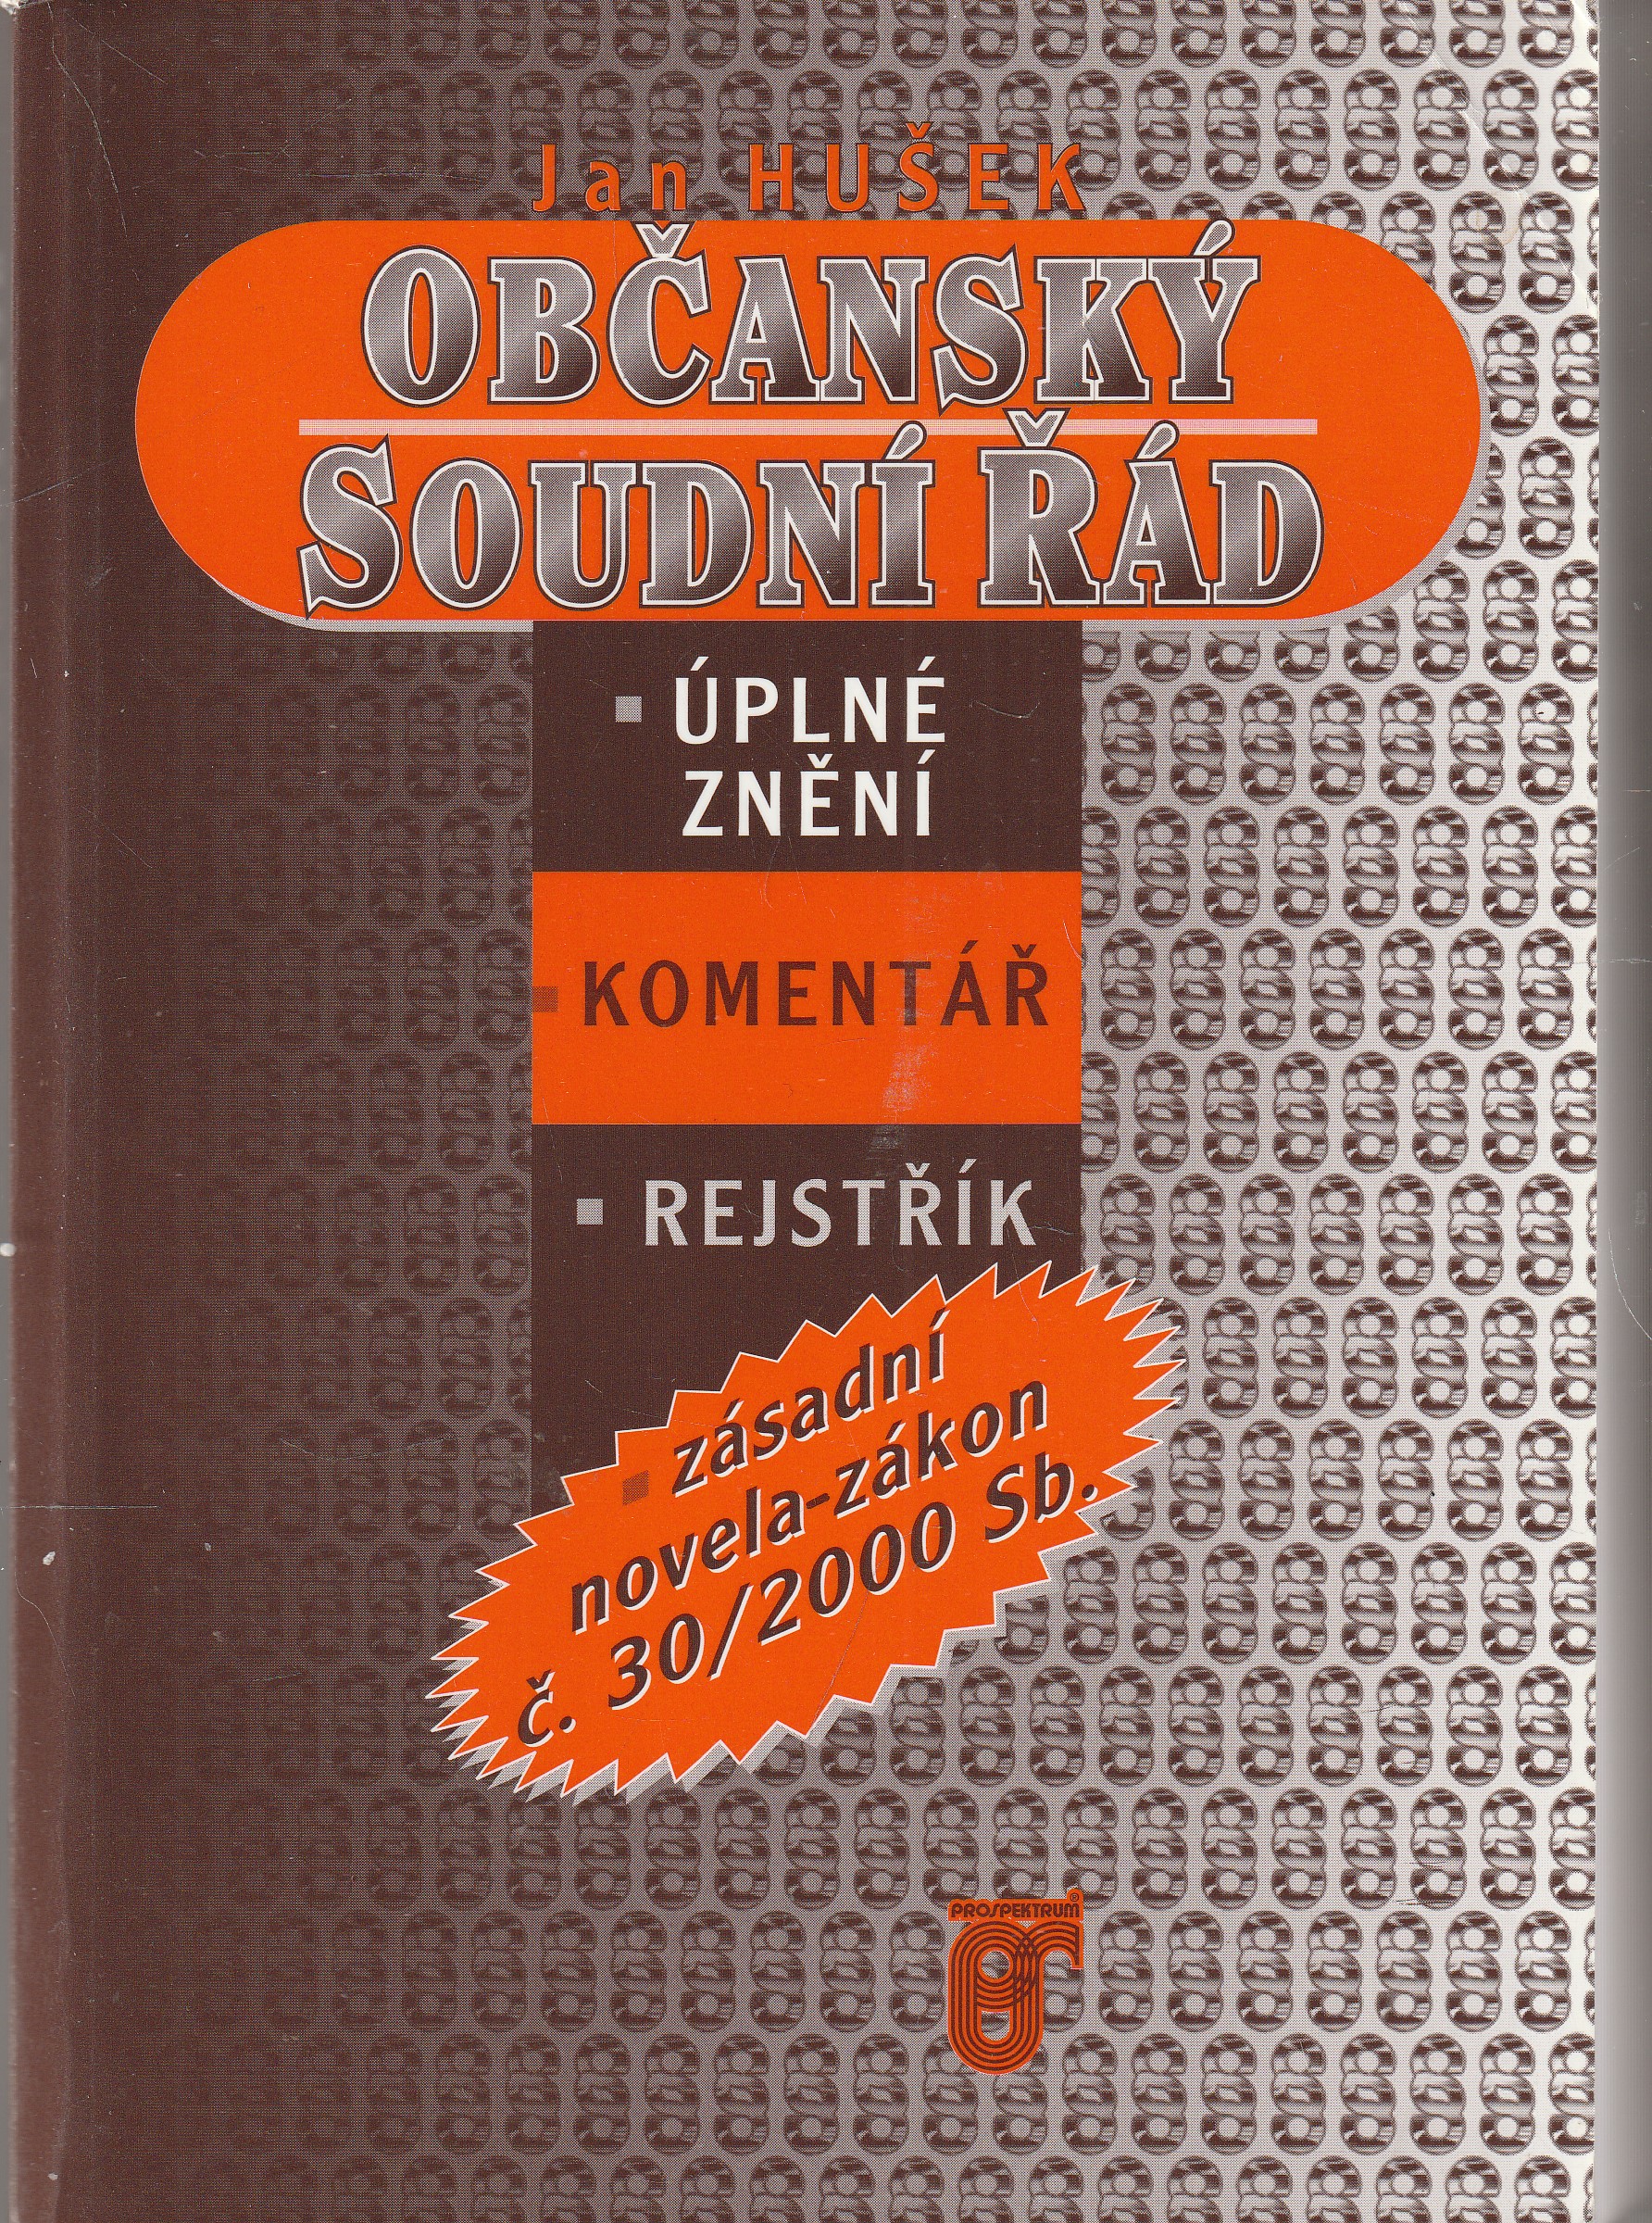 Jan HUŠEK
OBČANSKÝ
SOUDNÍ ŘÁD
▪ ÚPLNÉ
ZNĚNÍ
▪ KOMENTÁŘ
▪ REJSTŘÍK
▪ zásadní
novela-zákon
č. 30/2000 Sb.
PROSPEKTRUM®